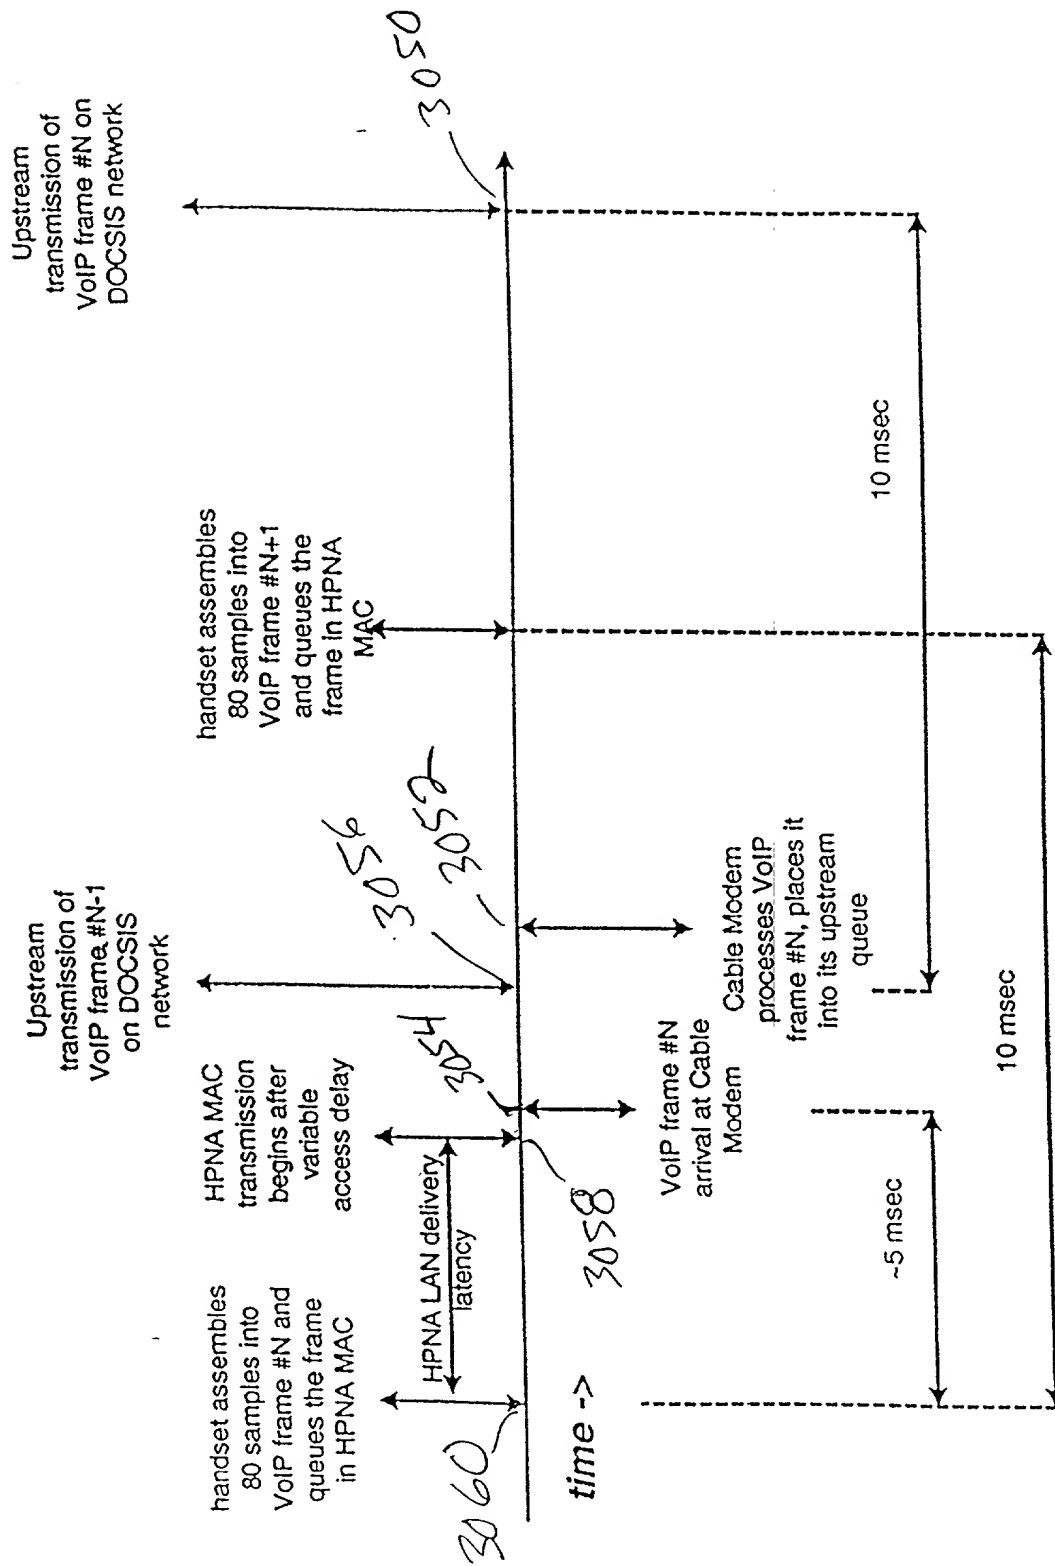 Upstream
transmission of
VoIP frame #N-1
on DOCSIS
network
Upstream
transmission of
VoIP frame #N on
DOCSIS network
handset assembles
80 samples into
VoIP frame #N and
queues the frame
in HPNA MAC
HPNA MAC
transmission
begins after
variable
access delay
handset assembles
80 samples into
VoIP frame #N+1
and queues the
frame in HPNA
MAC
HPNA LAN delivery
latency
3060
3054
3056
3052
3050
3058
time ->
VoIP frame #N
arrival at Cable
Modem
Cable Modem
processes VoIP
frame #N, places it
into its upstream
queue
~5 msec
10 msec
10 msec